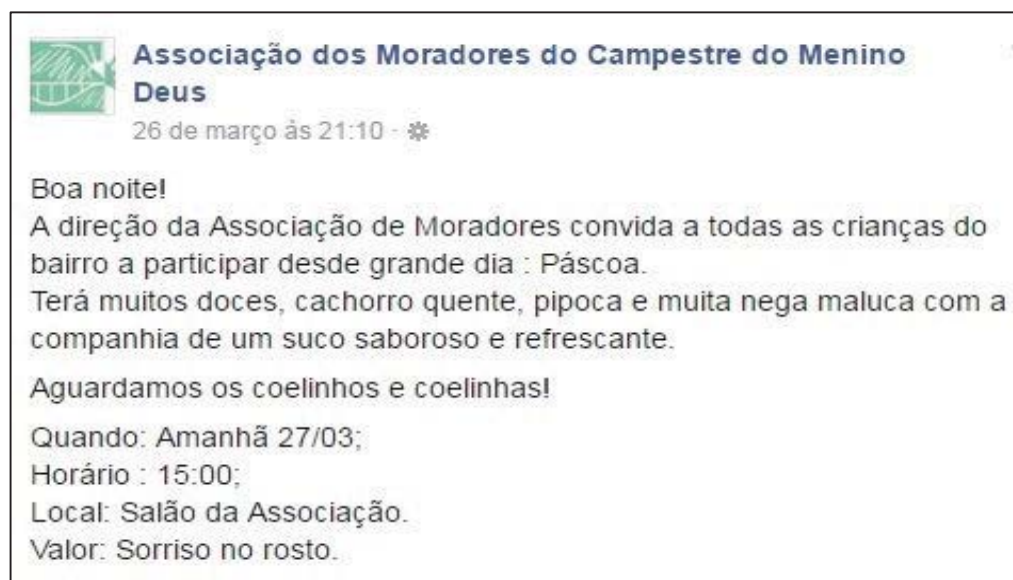 Associação dos Moradores do Campestre do Menino
Deus
26 de março às 21:10 ·
Boa noite!
A direção da Associação de Moradores convida a todas as crianças do
bairro a participar desde grande dia : Páscoa.
Terá muitos doces, cachorro quente, pipoca e muita nega maluca com a
companhia de um suco saboroso e refrescante.
Aguardamos os coelinhos e coelinhas!
Quando: Amanhã 27/03;
Horário : 15:00;
Local: Salão da Associação.
Valor: Sorriso no rosto.